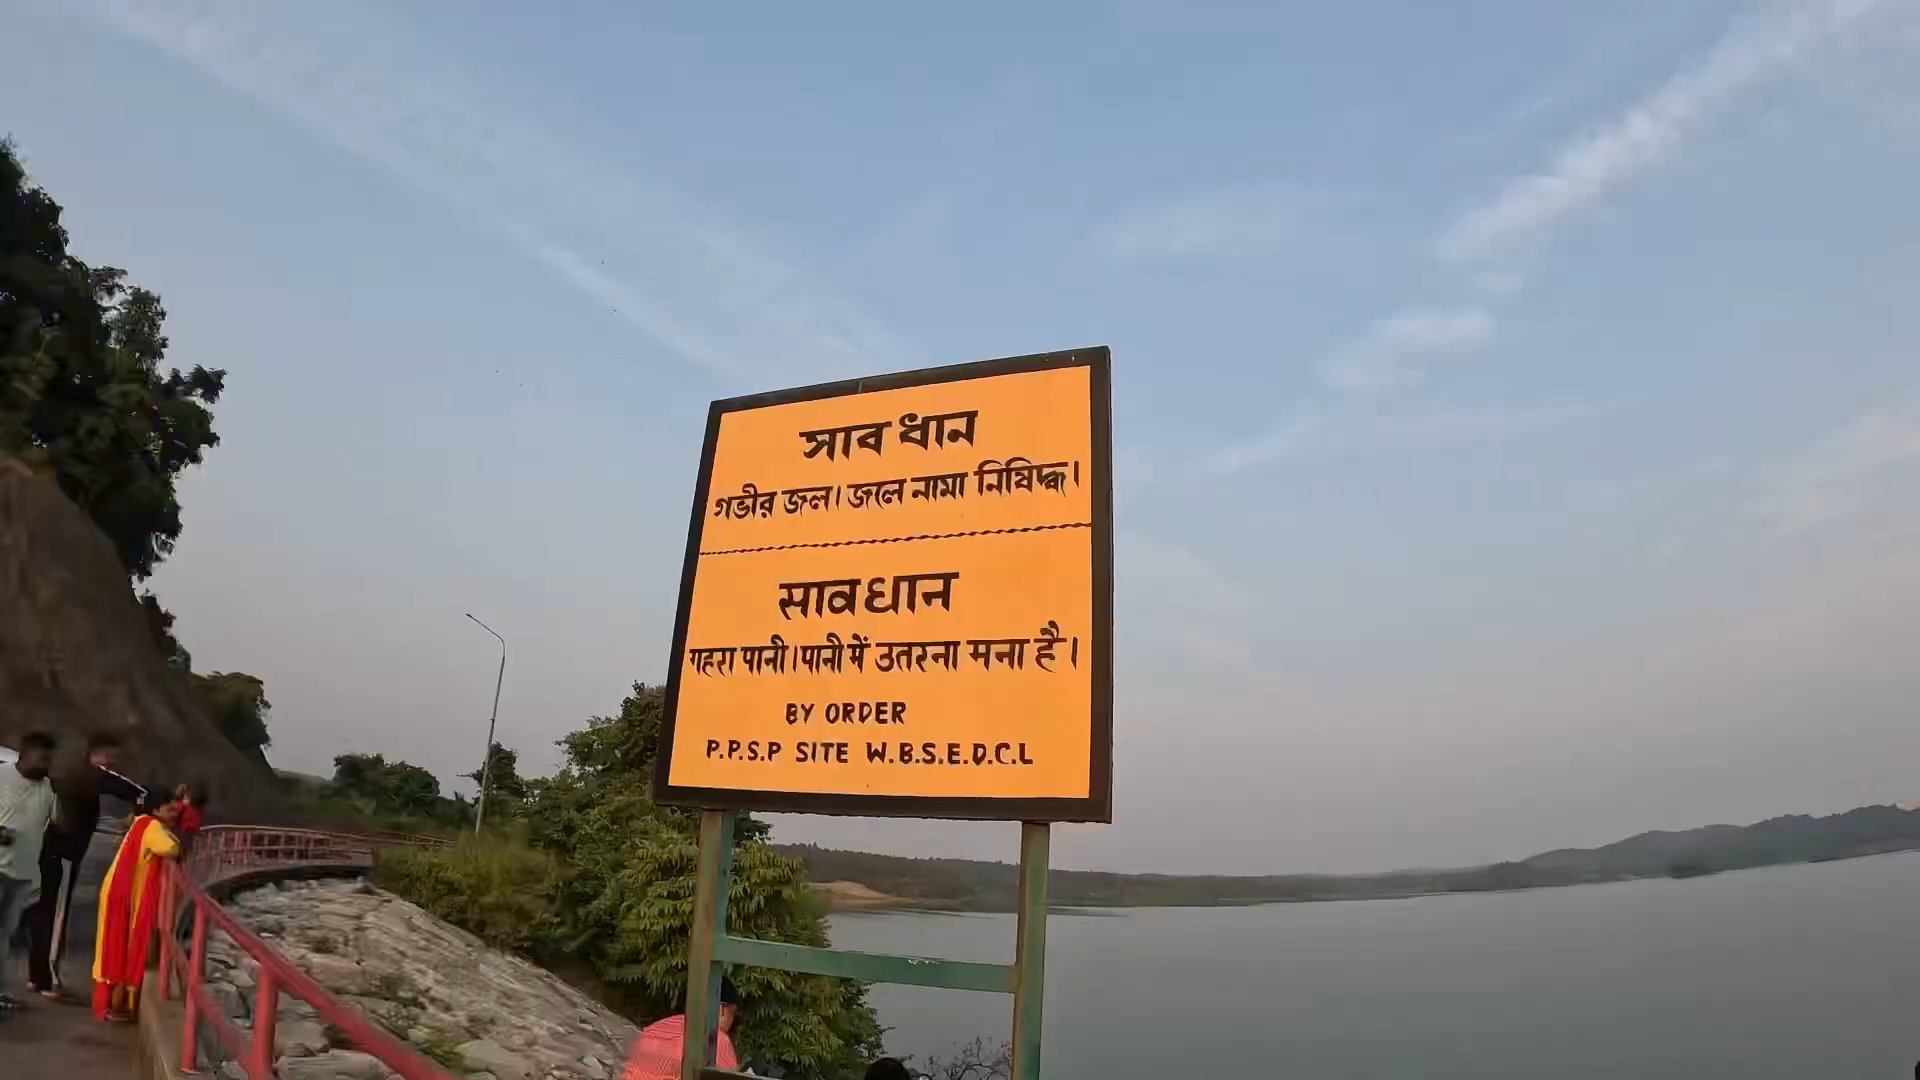 সাবধান
গভীর জল। জলে নামা নিষিদ্ধ।
सावधान
गहरा पानी। पानी में उतरना मना है।
BY ORDER
P.P.S.P SITE W.B.S.E.D.C.L